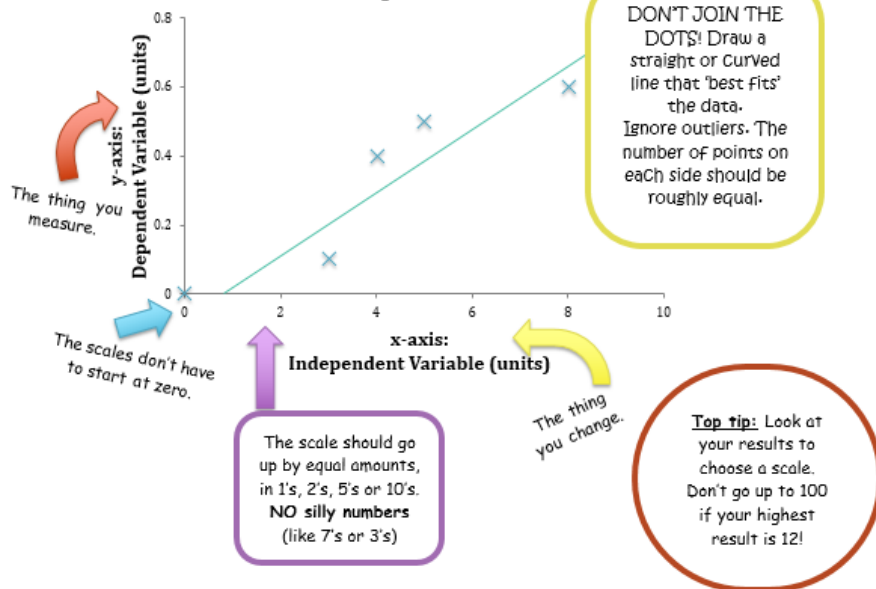 DON'T JOIN THE
DOTS! Draw a
straight or curved
line that 'best fits'
the data.
Ignore outliers. The
number of points on
each side should be
roughly equal.
0.8
0.6
0.4
0.2
0
y-axis:
Dependent Variable (units)
The thing you
measure.
0
2
4
6
8
10
x-axis:
Independent Variable (units)
The scales don't have
to start at zero.
The thing
you change.
The scale should go
up by equal amounts,
in 1's, 2's, 5's or 10's.
NO silly numbers
(like 7's or 3's)
Top tip: Look at
your results to
choose a scale.
Don't go up to 100
if your highest
result is 12!